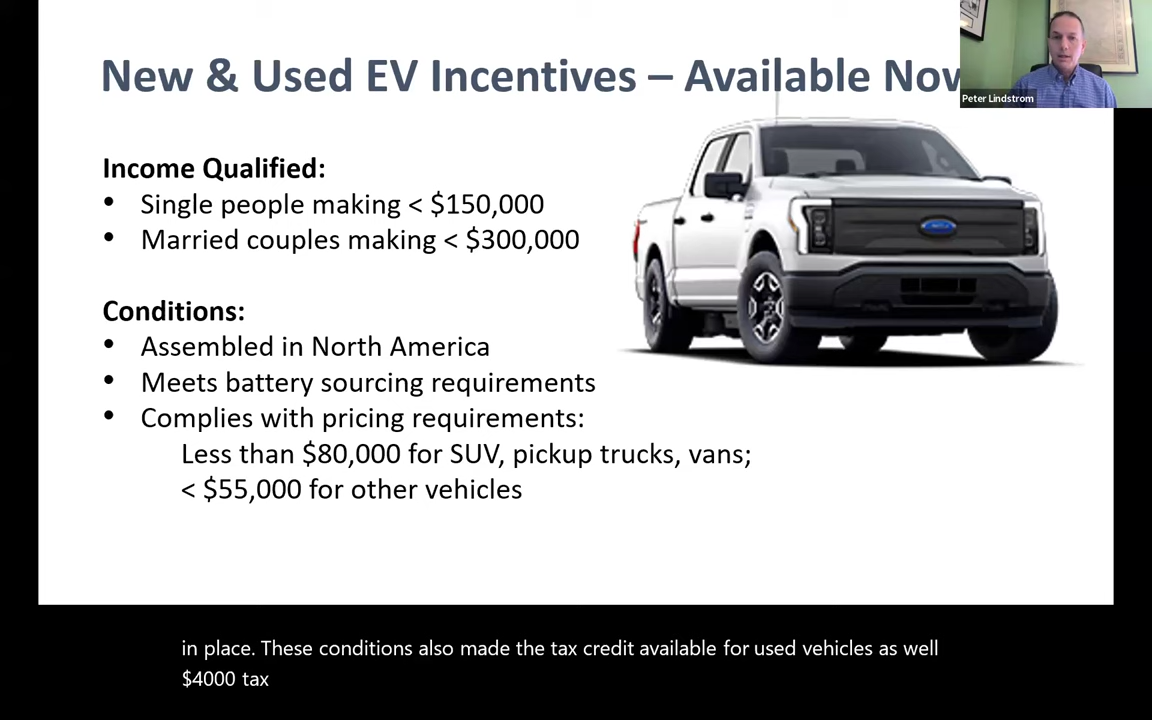 New & Used EV Incentives – Available Now
Peter Lindstrom
Income Qualified:
• Single people making < $150,000
• Married couples making < $300,000
Conditions:
• Assembled in North America
• Meets battery sourcing requirements
• Complies with pricing requirements:
Less than $80,000 for SUV, pickup trucks, vans;
< $55,000 for other vehicles
in place. These conditions also made the tax credit available for used vehicles as well
$4000 tax